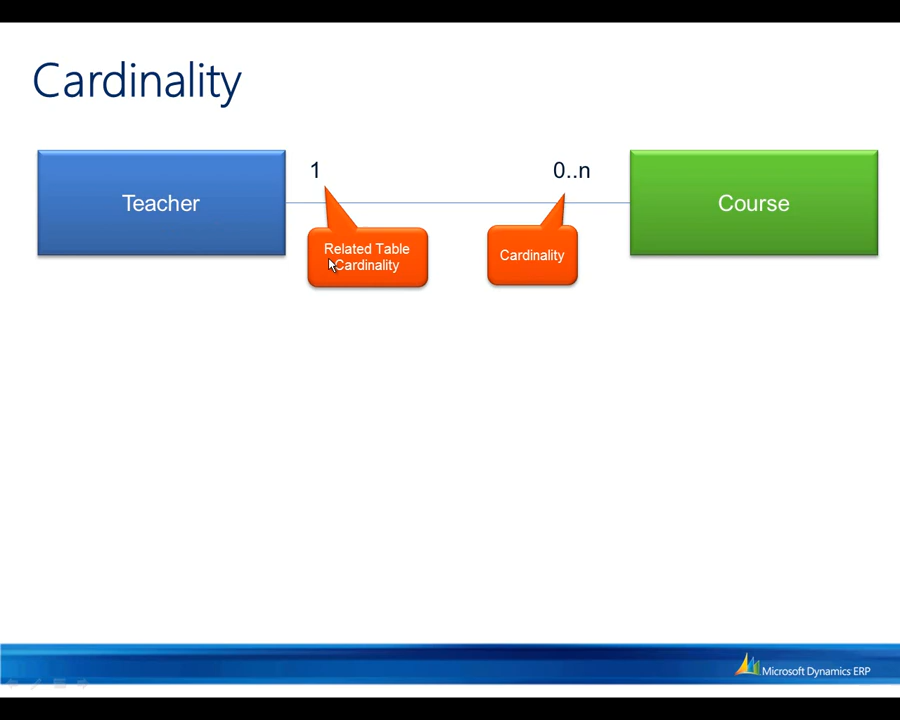 Cardinality
Teacher
1
0..n
Course
Related Table
Cardinality
Cardinality
Microsoft Dynamics ERP